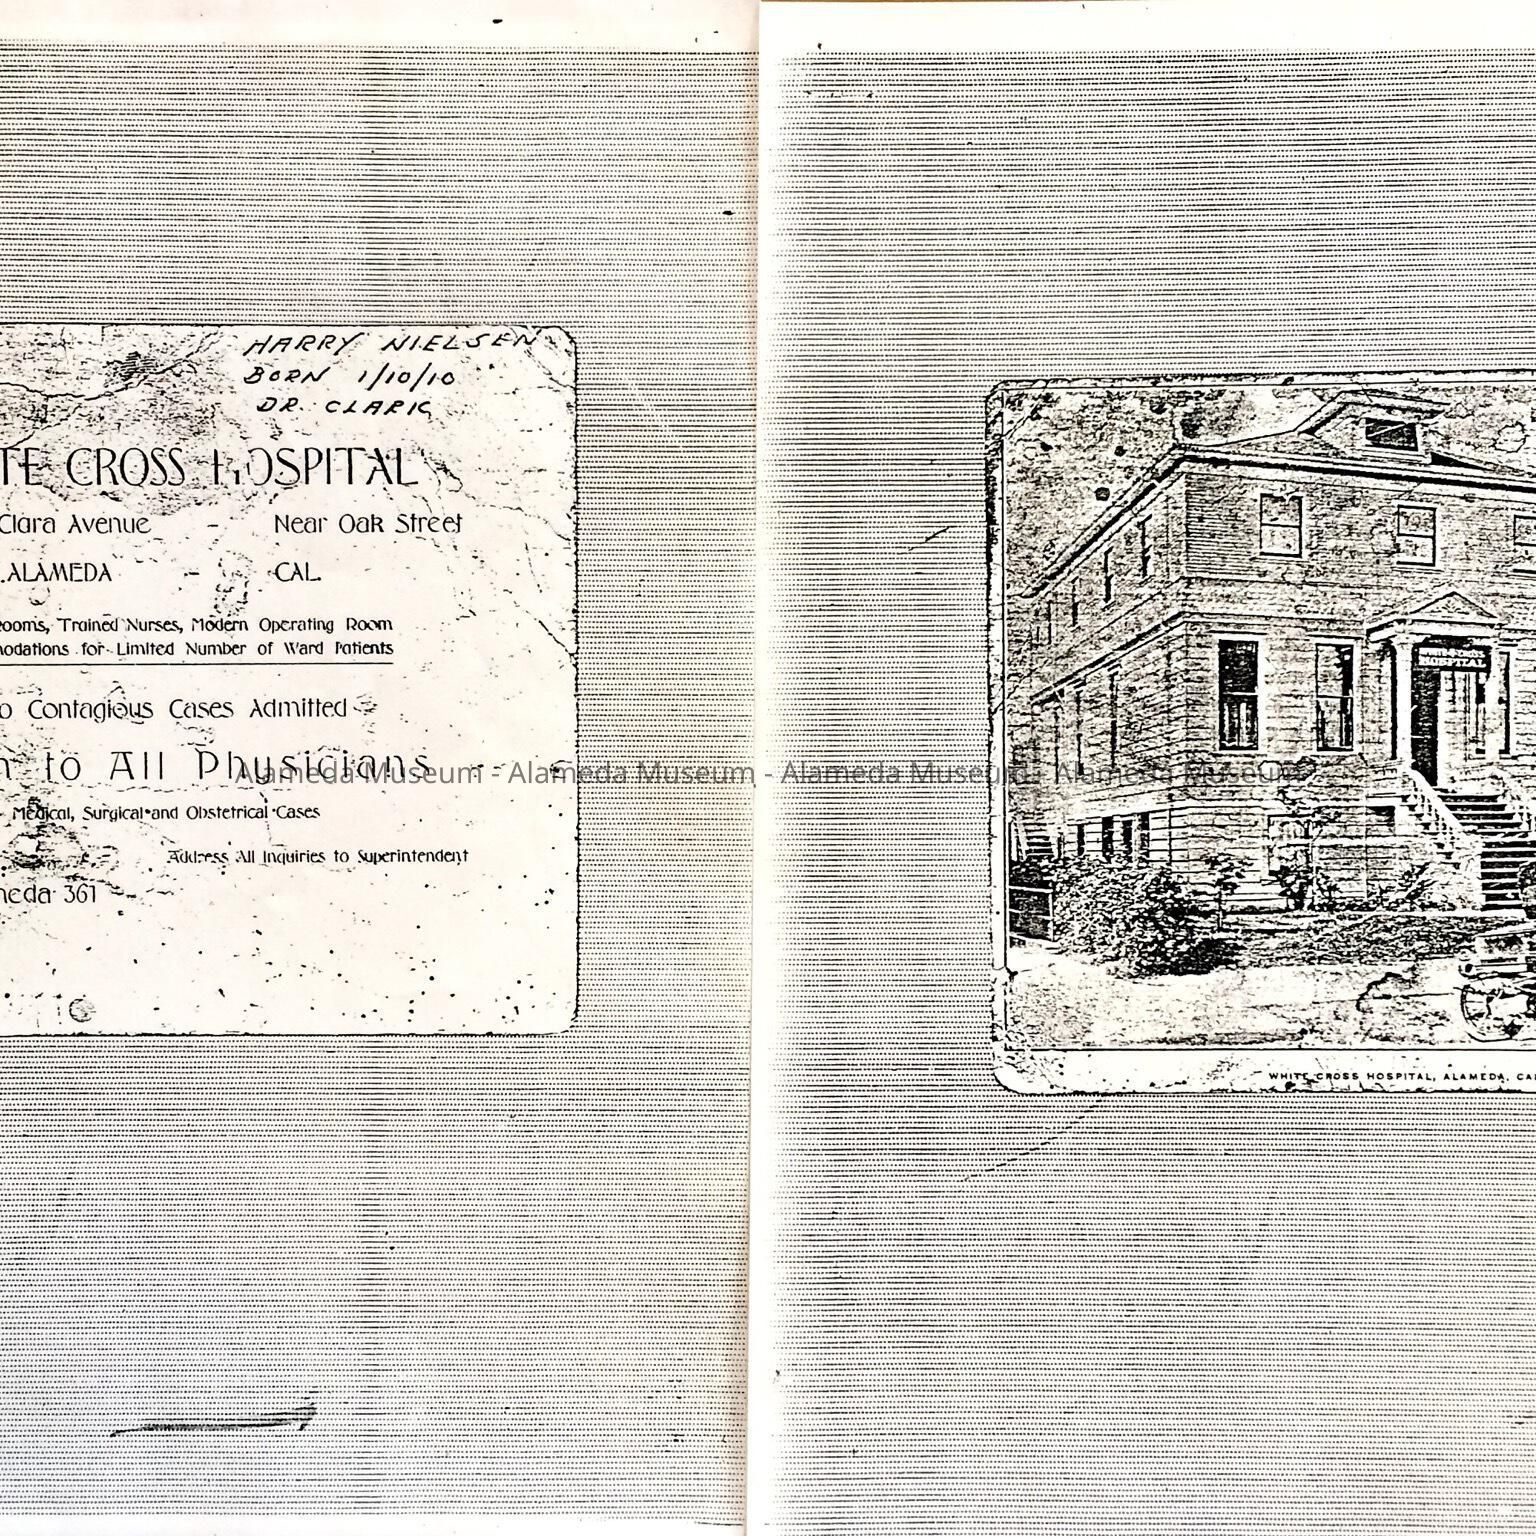 HARRY NIELSEN
BORN 1/10/10
DR. CLARK
TE CROSS HOSPITAL
Clara Avenue - Near Oak Street
ALAMEDA - CAL.
ooms, Trained Nurses, Modern Operating Room
odations for Limited Number of Ward Patients
o Contagious Cases Admitted
n to All Physicians
Medical, Surgical and Obstetrical Cases
Address All Inquiries to Superintendent
meda 361
HOSPITAL
WHITE CROSS HOSPITAL, ALAMEDA, CA
Alameda Museum - Alameda Museum - Alameda Museum - Alameda Museum